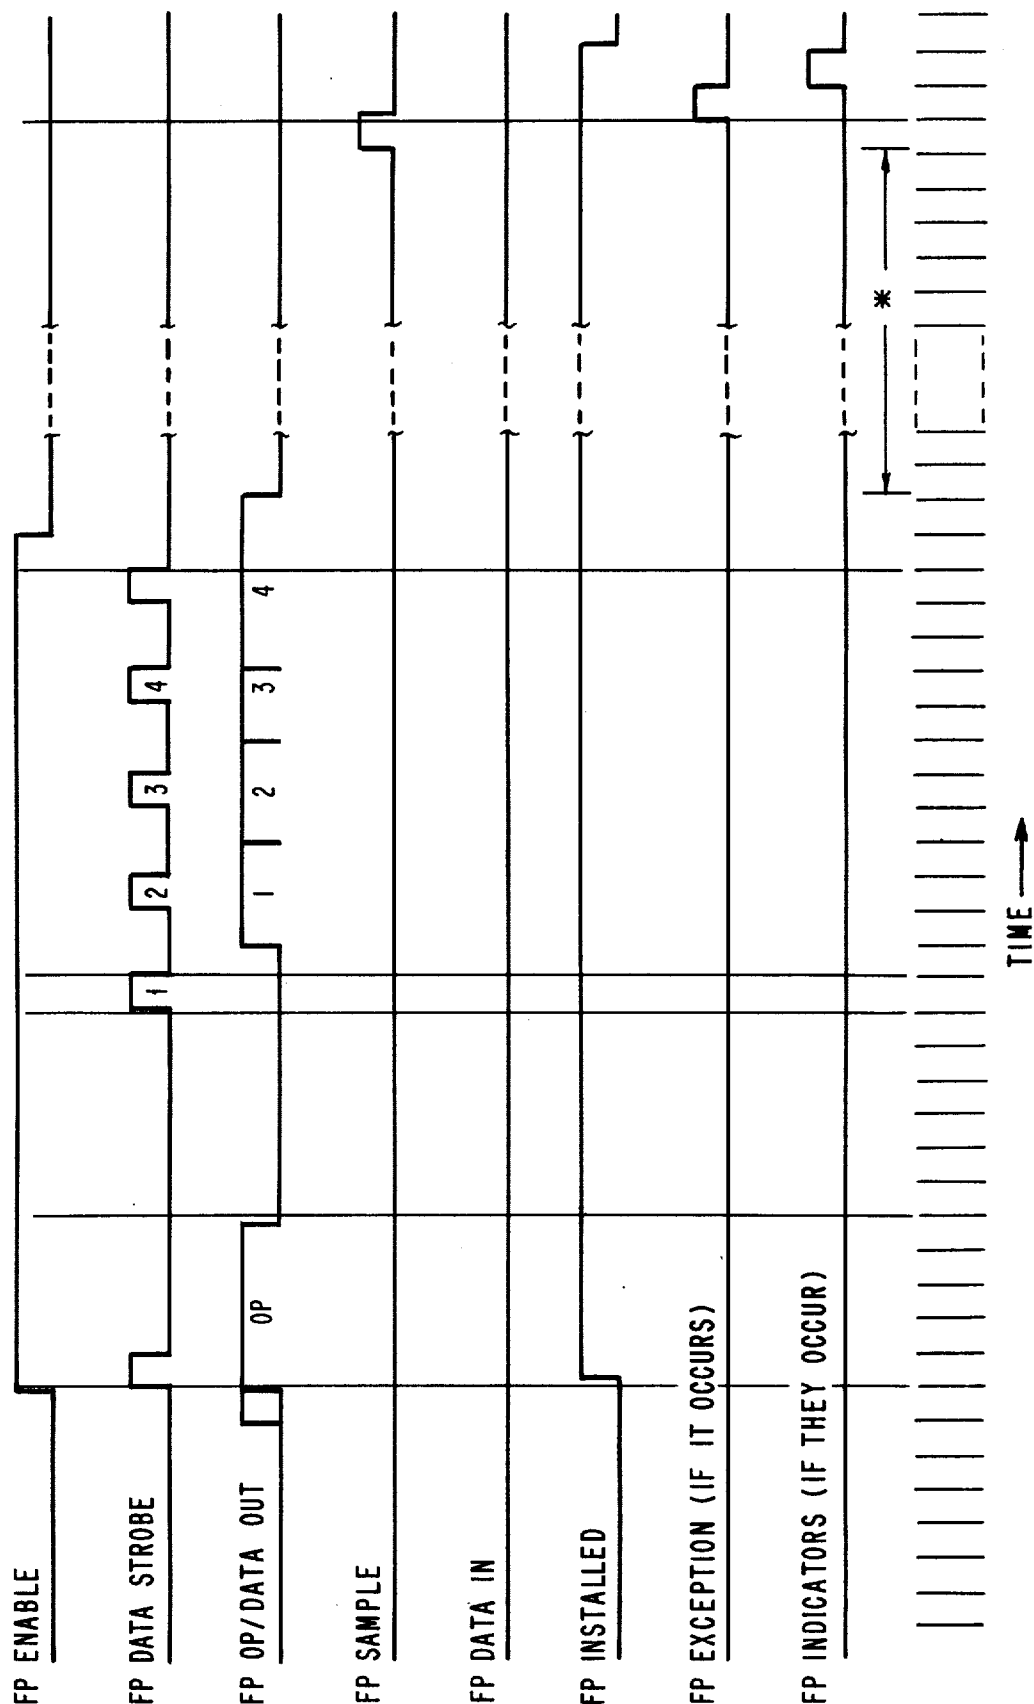 FP ENABLE
FP DATA STROBE
1
2
3
4
FP OP/DATA OUT
OP
1
2
3
4
FP SAMPLE
FP DATA IN
FP INSTALLED
FP EXCEPTION (IF IT OCCURS)
FP INDICATORS (IF THEY OCCUR)
*
TIME →